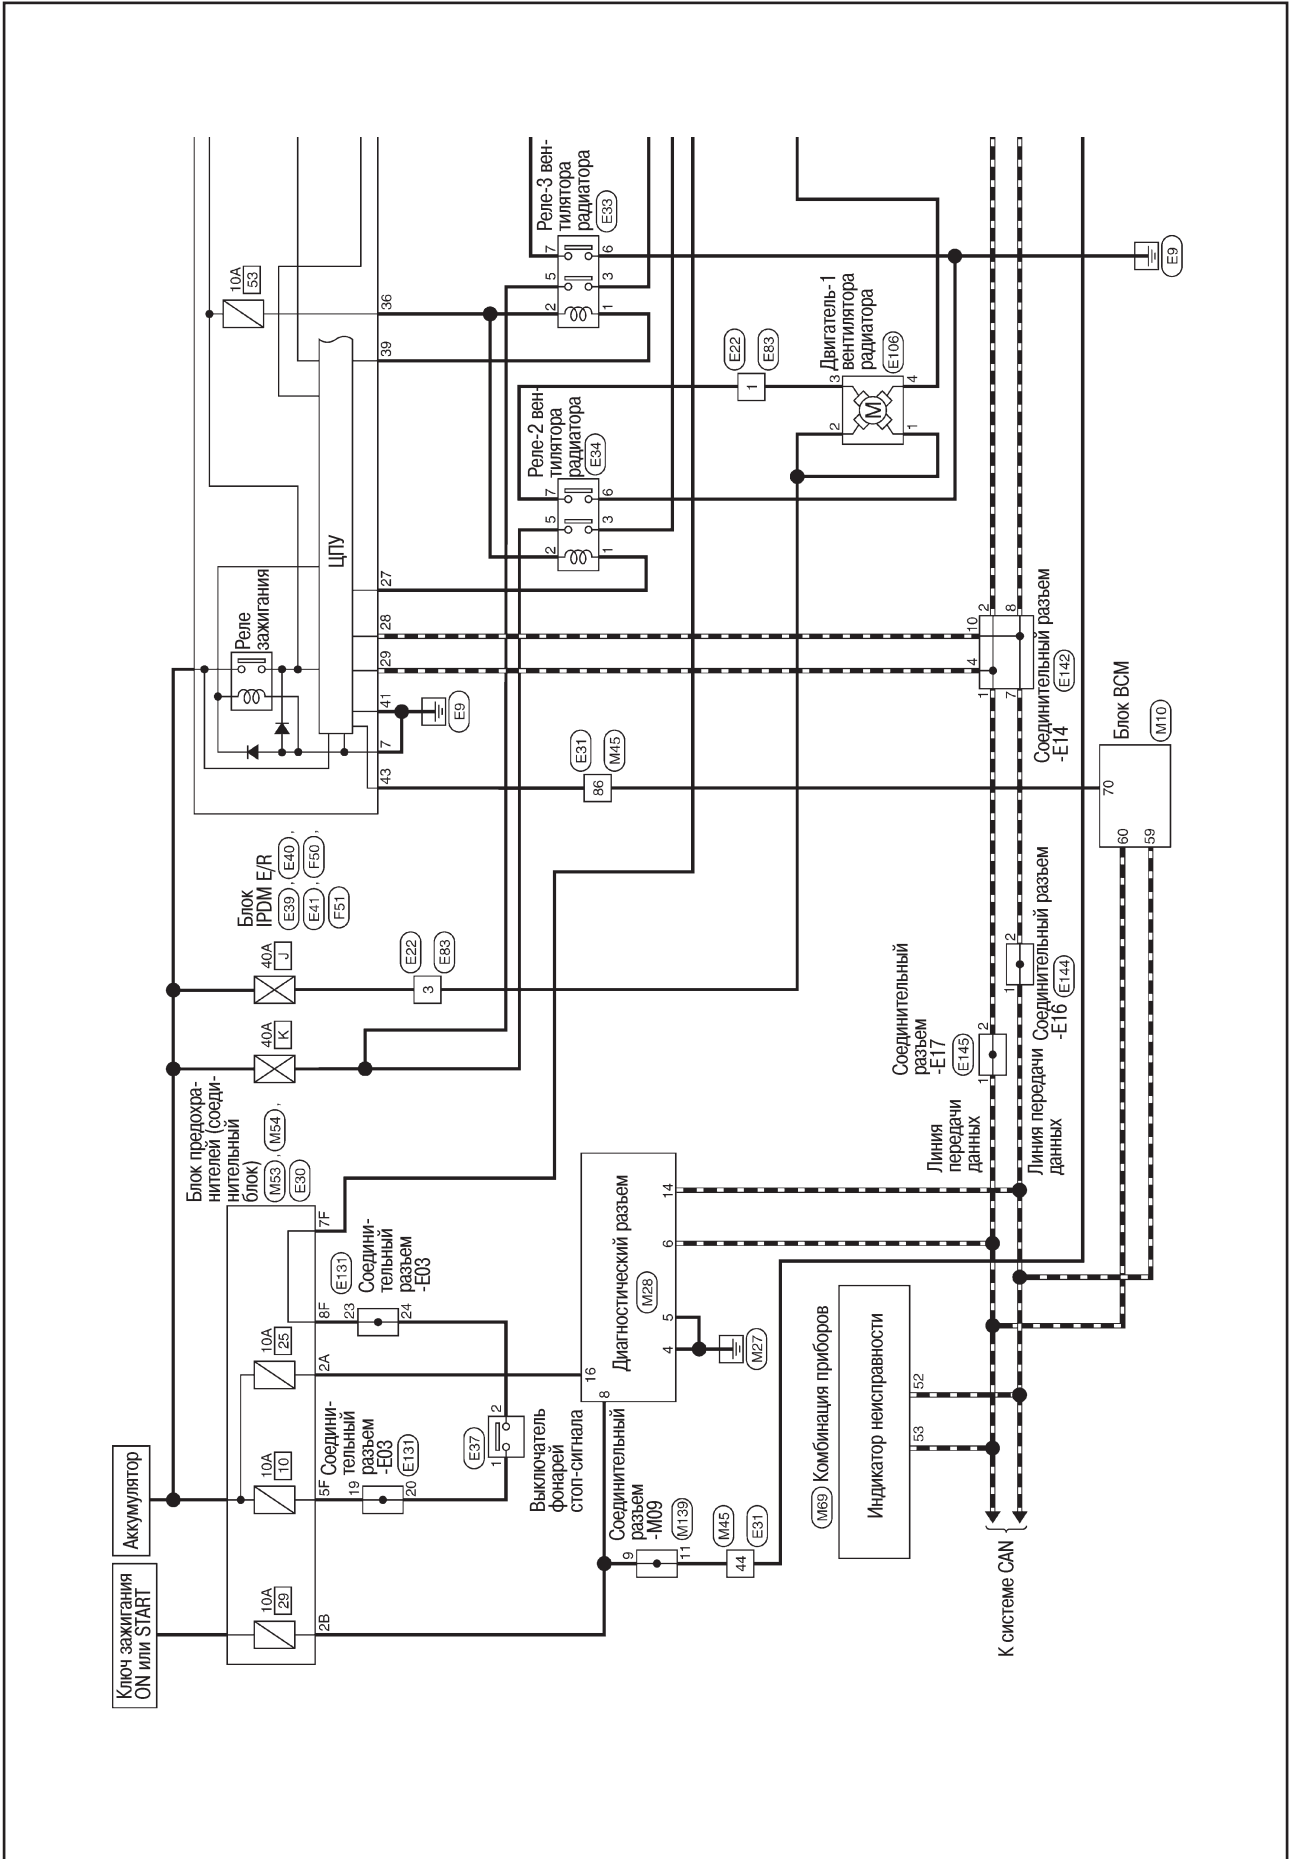 Ключ зажигания
ON или START
Аккумулятор
10A
29
2B
10A
10
5F
10A
25
2A
8F
7F
Блок предохра-
нителей (соеди-
нительный
блок)
M53,
M54,
E30
40A
K
40A
J
Блок
IPDM E/R
E39,
E40,
E41,
F50,
F51
Соедини-
тельный
разъем
-E03
E131
19
20
E131
Соедини-
тельный
разъем
-E03
23
24
E37
1
2
Выключатель
фонарей
стоп-сигнала
3
E22
E83
Реле
зажигания
ЦПУ
10A
53
43
7
41
29
28
27
39
36
E9
86
E31
M45
Реле-2 вен-
тилятора
радиатора
E34
2
5
7
1
3
6
Реле-3 вен-
тилятора
радиатора
E33
2
5
7
1
3
6
1
E22
E83
Двигатель-1
вентилятора
радиатора
E106
M
2
3
1
4
E9
Диагностический разъем
M28
16
8
4
5
6
14
M27
Соединительный
разъем
-M09
M139
9
11
44
M45
E31
M69
Комбинация приборов
Индикатор неисправности
53
52
К системе CAN
Линия
передачи
данных
Линия передачи
данных
Соединительный
разъем
-E17
E145
1
2
Соединительный разъем
-E16
E144
1
2
Соединительный разъем
-E14
E142
1
4
10
2
7
8
Блок BCM
M10
70
60
59